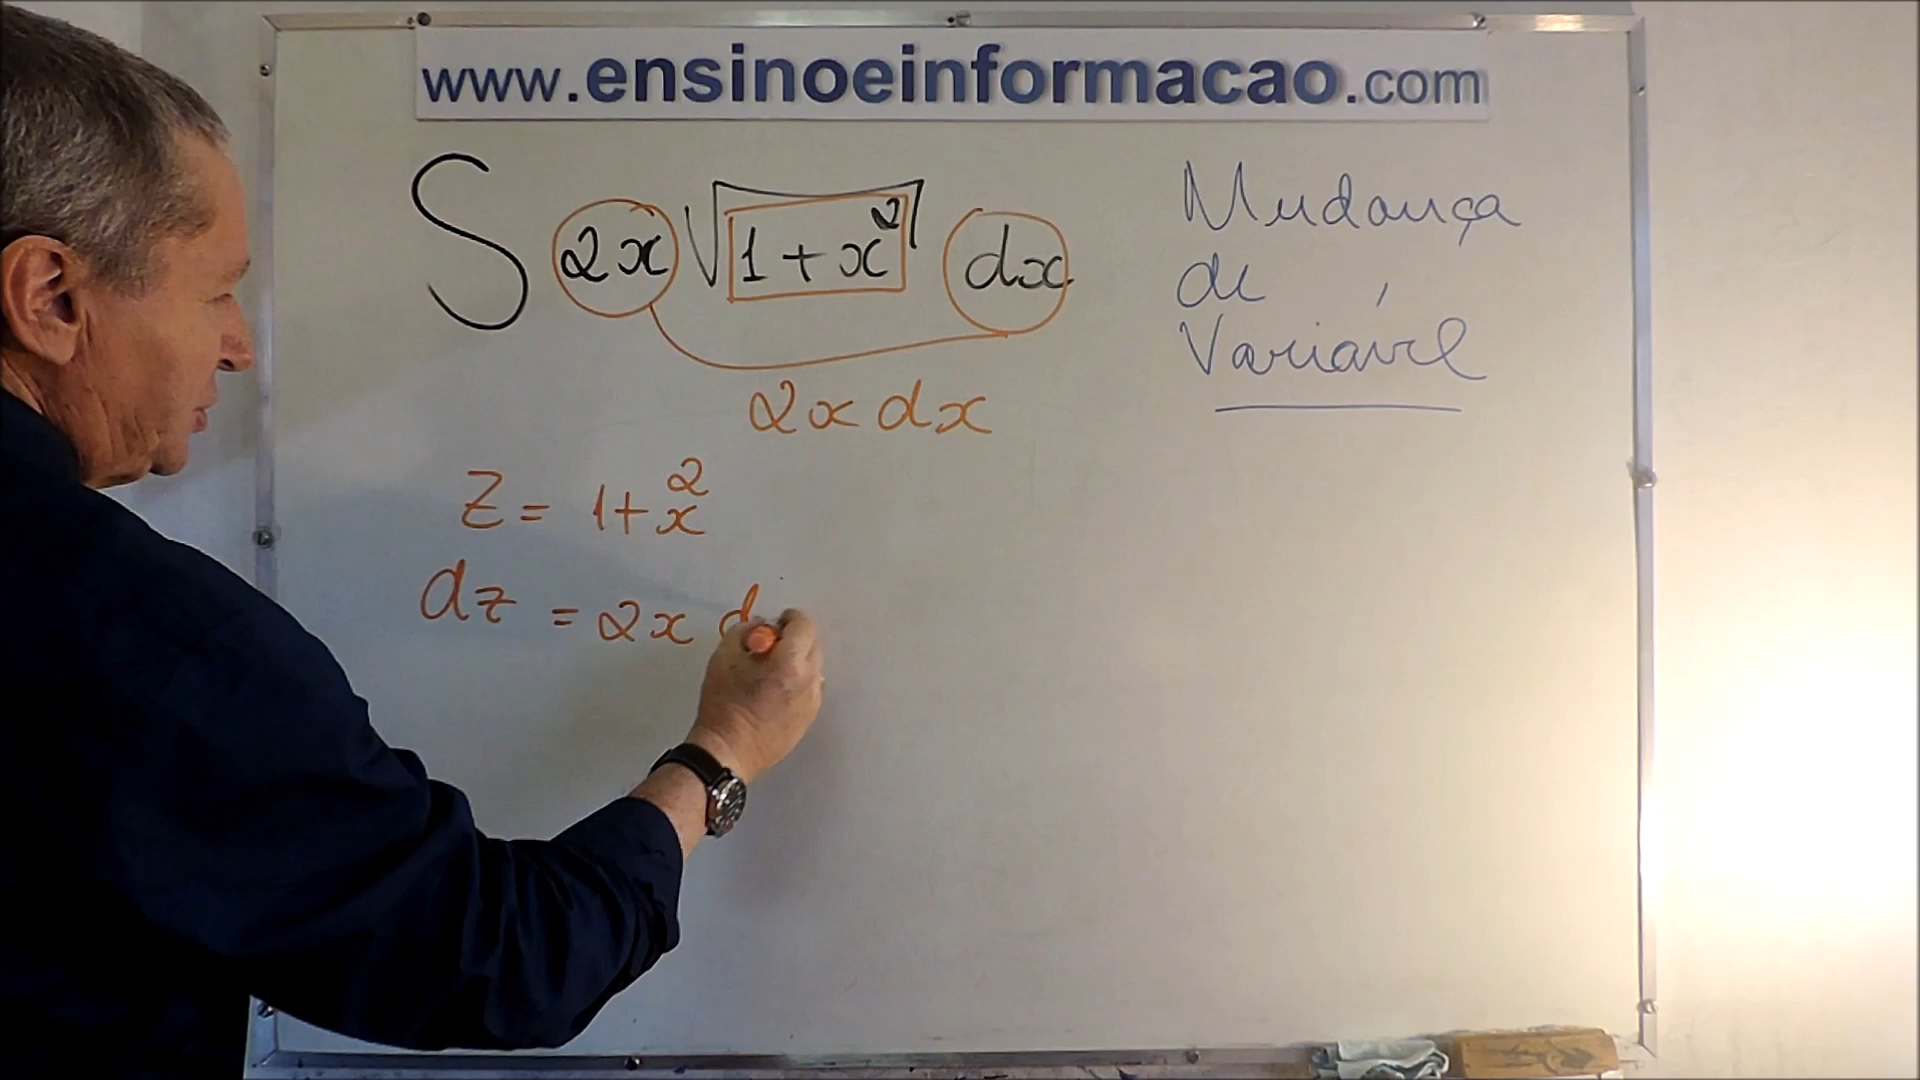 www.ensinoeinformacao.com
∫ 2x √1+x² dx
Mudança
de
Variável
2x dx
z = 1+x²
dz = 2x d